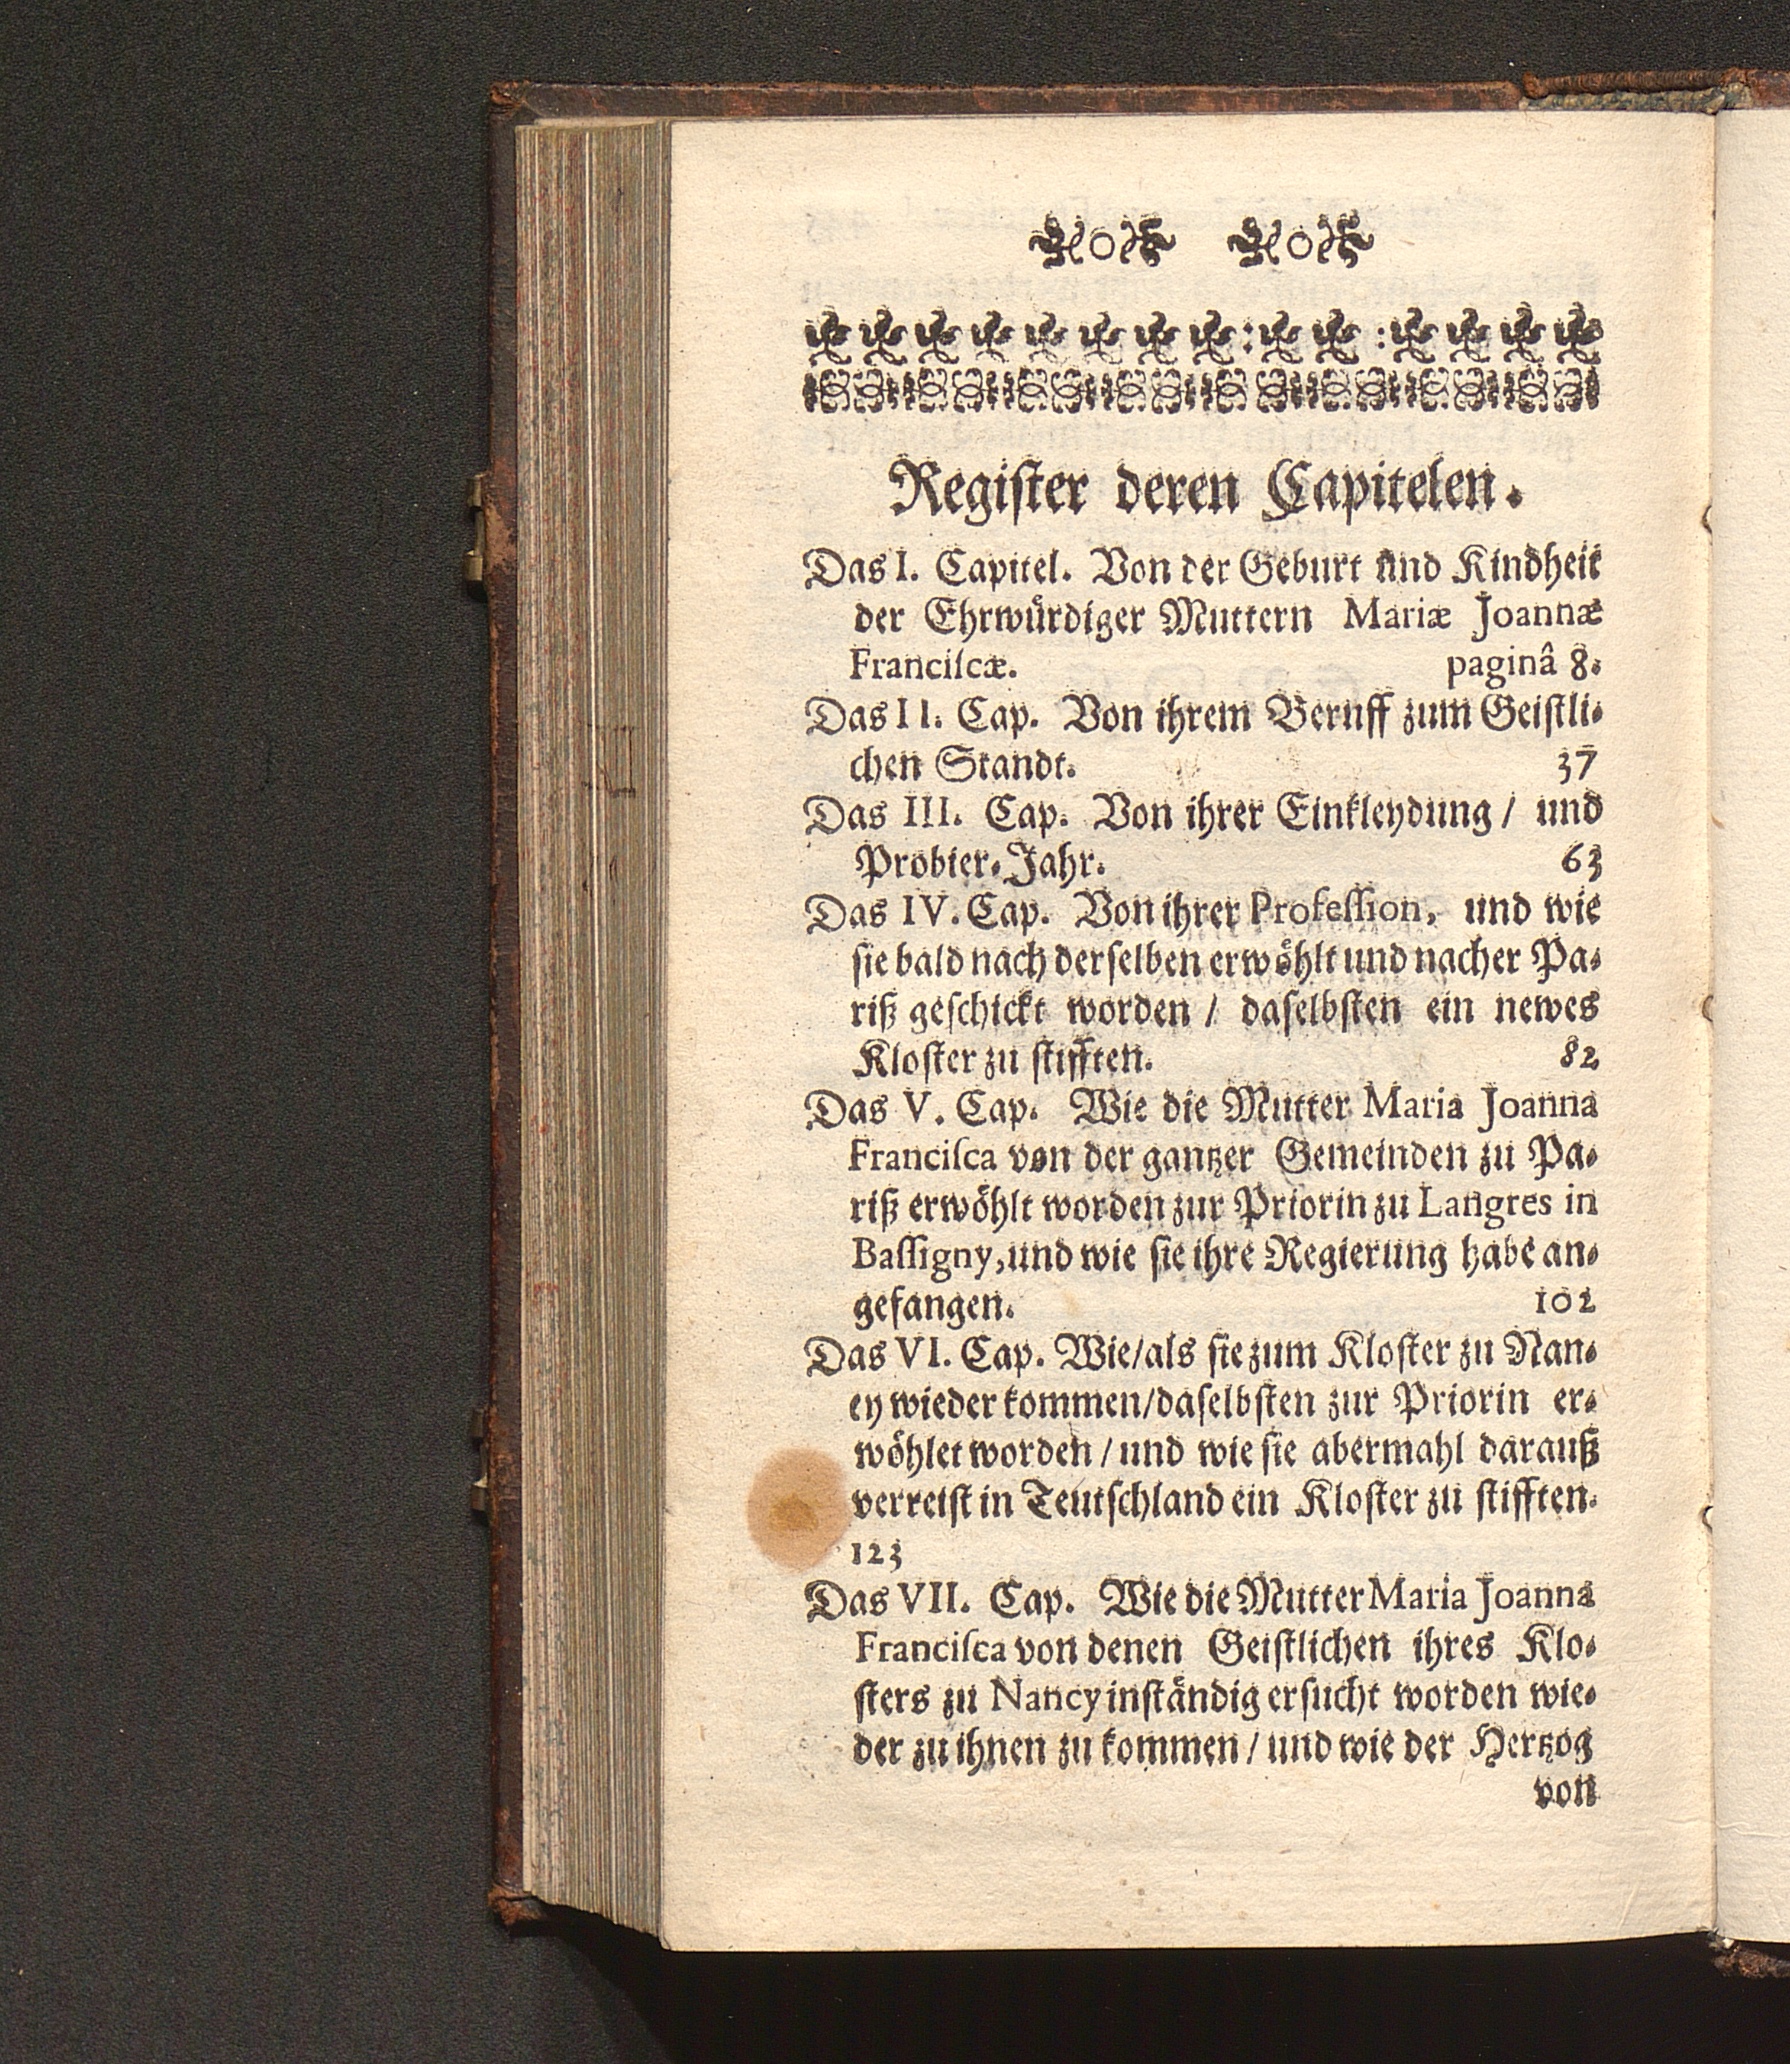 Register deren Capitelen.
Das I. Capitel. Von der Geburt und Kindheit
der Ehrwürdiger Muttern Mariæ Joannæ
Franciſcæ. paginâ 8.
Das II. Cap. Von ihrem Beruff zum Geiſtli-
chen Standt. 37
Das III. Cap. Von ihrer Einkleydung / und
Probier-Jahr. 63
Das IV. Cap. Von ihrer Profeſſion, und wie
ſie bald nach derſelben erwöhlt und nacher Pa-
riß geſchickt worden / daſelbſten ein newes
Kloſter zu ſtifften. 82
Das V. Cap. Wie die Mutter Maria Joanna
Franciſca von der gantzer Gemeinden zu Pa-
riß erwöhlt worden zur Priorin zu Langres in
Baſſigny, und wie ſie ihre Regierung habe an-
gefangen. 102
Das VI. Cap. Wie/als ſie zum Kloſter zu Nan-
ey wieder kommen/daſelbſten zur Priorin er-
wöhlet worden / und wie ſie abermahl darauß
verreiſt in Teutſchland ein Kloſter zu ſtifften.
123
Das VII. Cap. Wie die Mutter Maria Joanna
Franciſca von denen Geiſtlichen ihres Klo-
ſters zu Nancy inſtändig erſucht worden wie-
der zu ihnen zu kommen / und wie der Hertzog
von